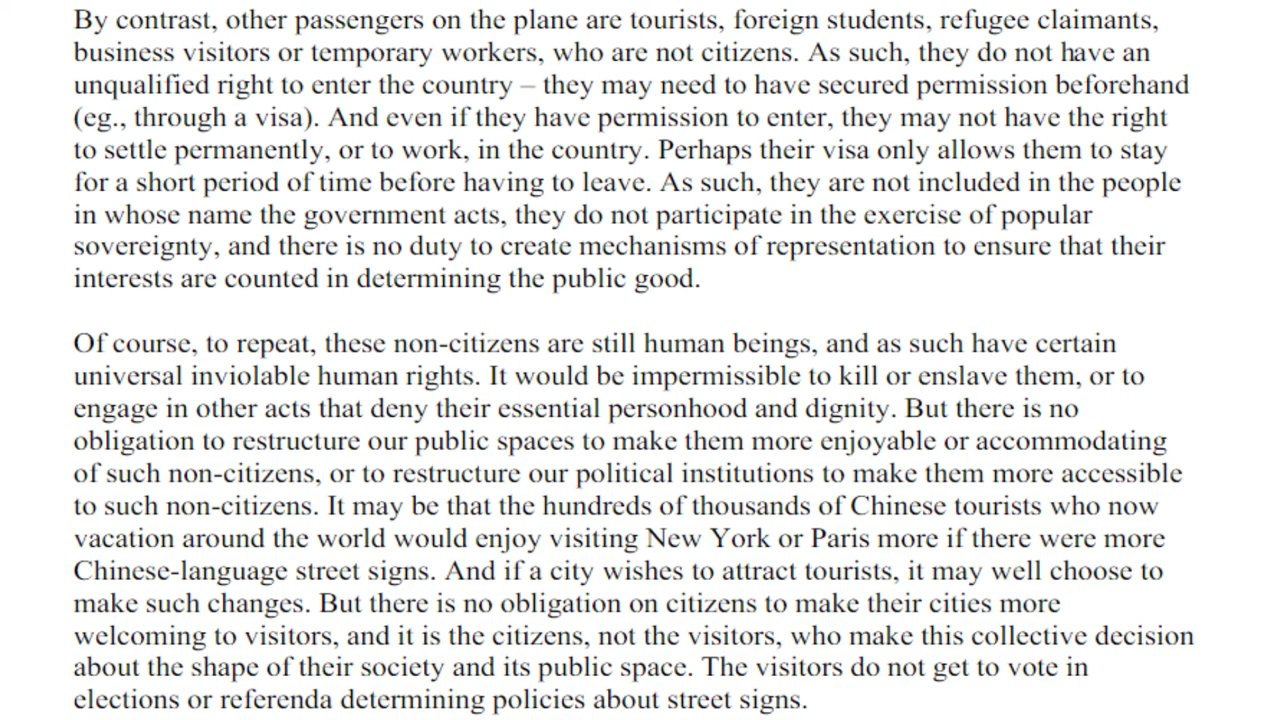 By contrast, other passengers on the plane are tourists, foreign students, refugee claimants,
business visitors or temporary workers, who are not citizens. As such, they do not have an
unqualified right to enter the country – they may need to have secured permission beforehand
(eg., through a visa). And even if they have permission to enter, they may not have the right
to settle permanently, or to work, in the country. Perhaps their visa only allows them to stay
for a short period of time before having to leave. As such, they are not included in the people
in whose name the government acts, they do not participate in the exercise of popular
sovereignty, and there is no duty to create mechanisms of representation to ensure that their
interests are counted in determining the public good.
Of course, to repeat, these non-citizens are still human beings, and as such have certain
universal inviolable human rights. It would be impermissible to kill or enslave them, or to
engage in other acts that deny their essential personhood and dignity. But there is no
obligation to restructure our public spaces to make them more enjoyable or accommodating
of such non-citizens, or to restructure our political institutions to make them more accessible
to such non-citizens. It may be that the hundreds of thousands of Chinese tourists who now
vacation around the world would enjoy visiting New York or Paris more if there were more
Chinese-language street signs. And if a city wishes to attract tourists, it may well choose to
make such changes. But there is no obligation on citizens to make their cities more
welcoming to visitors, and it is the citizens, not the visitors, who make this collective decision
about the shape of their society and its public space. The visitors do not get to vote in
elections or referenda determining policies about street signs.